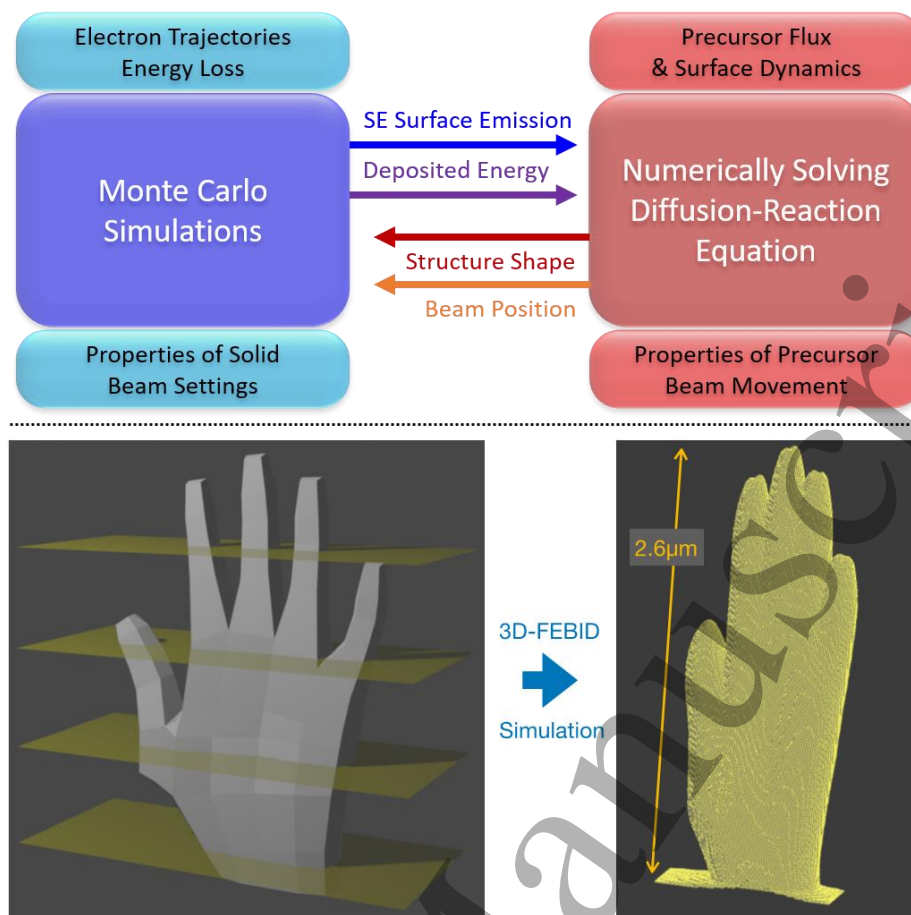 Electron Trajectories
Energy Loss
Precursor Flux
& Surface Dynamics
Monte Carlo
Simulations
SE Surface Emission
Deposited Energy
Structure Shape
Beam Position
Numerically Solving
Diffusion-Reaction
Equation
Properties of Solid
Beam Settings
Properties of Precursor
Beam Movement
3D-FEBID
Simulation
2.6μm